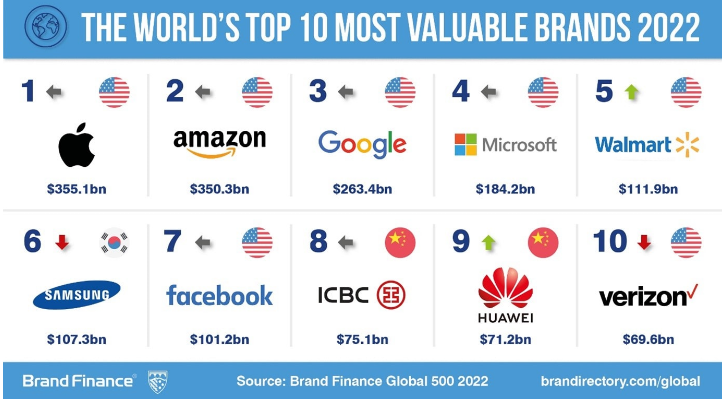 THE WORLD'S TOP 10 MOST VALUABLE BRANDS 2022
1 2 3 4 5
amazon Google Microsoft Walmart
$355.1bn $350.3bn $263.4bn $184.2bn $111.9bn
6 7 8 9 10
SAMSUNG facebook ICBC HUAWEI verizon
$107.3bn $101.2bn $75.1bn $71.2bn $69.6bn
Brand Finance® Source: Brand Finance Global 500 2022 brandirectory.com/global